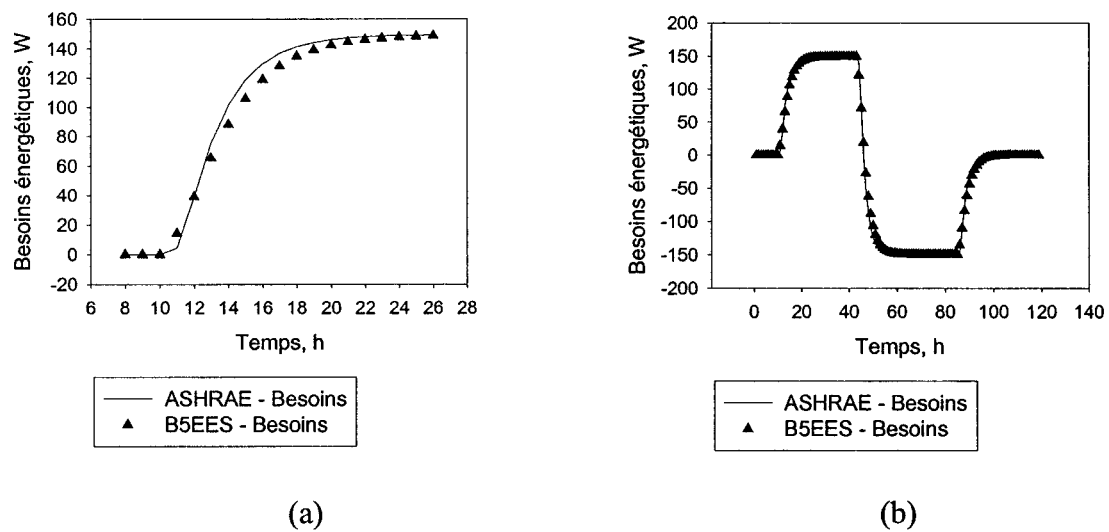 Besoins énergétiques, W
160
140
120
100
80
60
40
20
0
-20
6 8 10 12 14 16 18 20 22 24 26 28
Temps, h
ASHRAE - Besoins
B5EES - Besoins
(a)
Besoins énergétiques, W
200
150
100
50
0
-50
-100
-150
-200
0 20 40 60 80 100 120 140
Temps, h
ASHRAE - Besoins
B5EES - Besoins
(b)